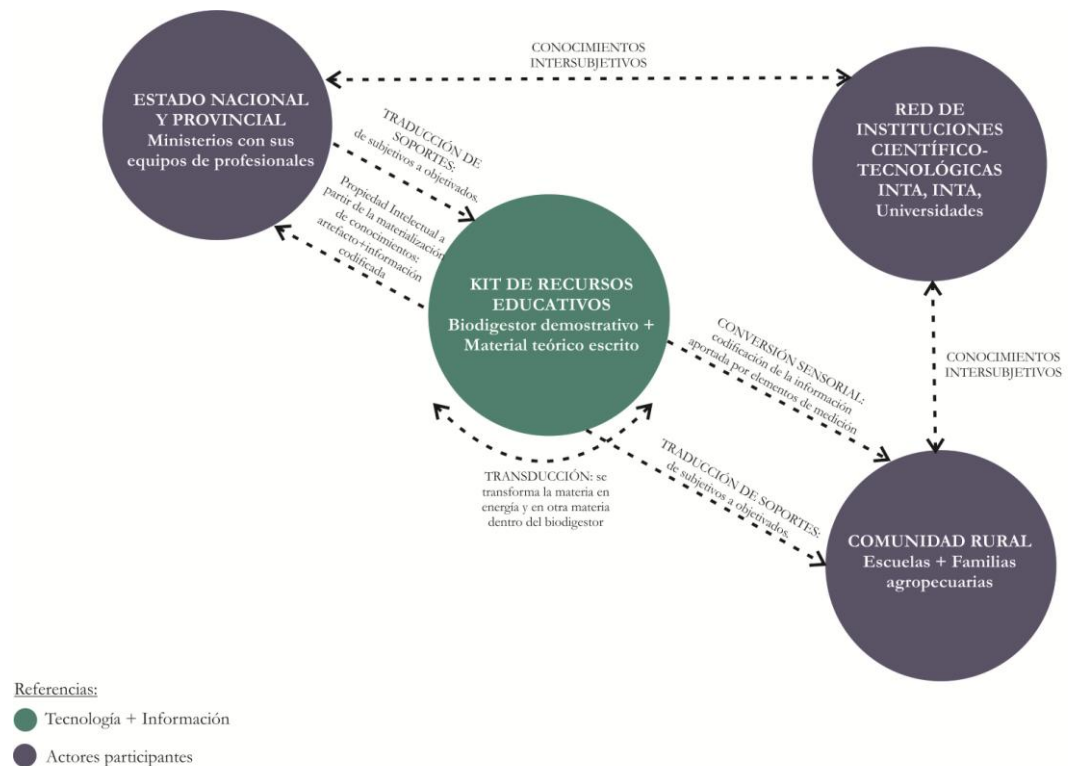 CONOCIMIENTOS
INTERSUBJETIVOS
ESTADO NACIONAL
Y PROVINCIAL
Ministerios con sus
equipos de profesionales
RED DE
INSTITUCIONES
CIENTÍFICO-
TECNOLÓGICAS
INTA, INTA,
Universidades
TRADUCCIÓN DE
SOPORTES:
de subjetivos a objetivados.
Propiedad Intelectual a
partir de la materialización
de conocimientos:
artefacto+información
codificada
KIT DE RECURSOS
EDUCATIVOS
Biodigestor demostrativo +
Material teórico escrito
CONVERSIÓN SENSORIAL:
codificación de la información
aportada por elementos de medición
CONOCIMIENTOS
INTERSUBJETIVOS
TRADUCCIÓN DE SOPORTES:
de subjetivos a objetivados.
TRANSDUCCIÓN: se
transforma la materia en
energía y en otra materia
dentro del biodigestor
COMUNIDAD RURAL
Escuelas + Familias
agropecuarias
Referencias:
Tecnología + Información
Actores participantes